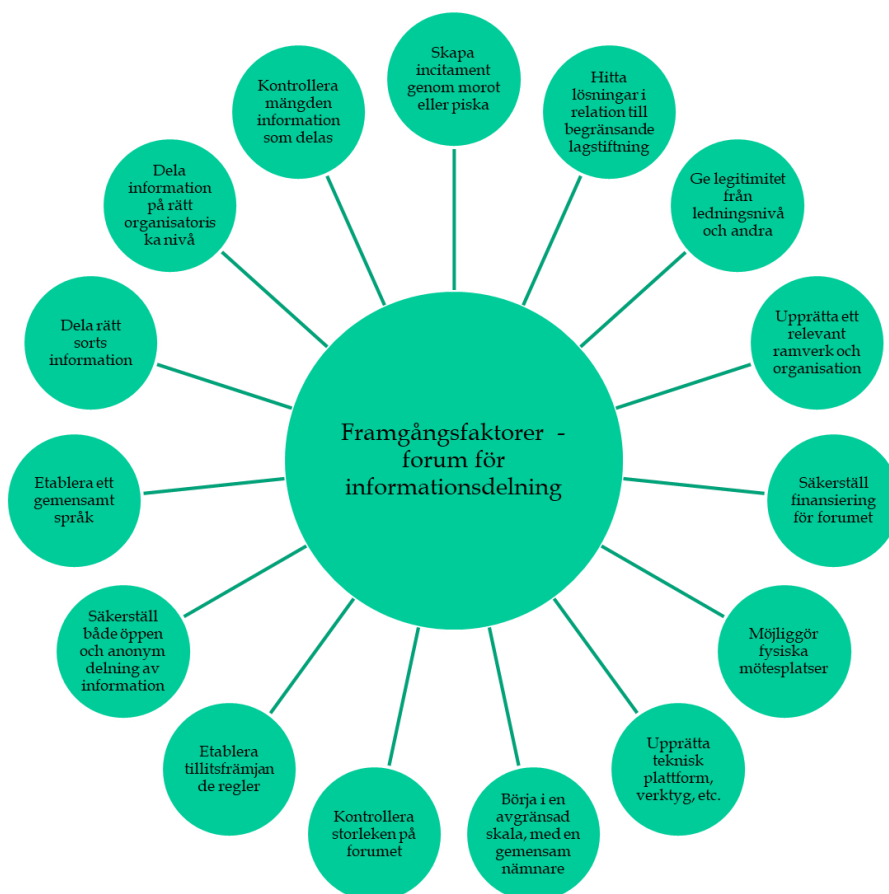 Skapa
incitament
genom morot
eller piska
Hitta
lösningar i
relation till
begränsande
lagstiftning
Ge legitimitet
från
ledningsnivå
och andra
Upprätta ett
relevant
ramverk och
organisation
Säkerställ
finansiering
för forumet
Möjliggör
fysiska
mötesplatser
Upprätta
teknisk
plattform,
verktyg, etc.
Börja i en
avgränsad
skala, med en
gemensam
nämnare
Kontrollera
storleken på
forumet
Etablera
tillitsfrämjan
de regler
Säkerställ
både öppen
och anonym
delning av
information
Etablera ett
gemensamt
språk
Dela rätt
sorts
information
Dela
information
på rätt
organisatoris
ka nivå
Kontrollera
mängden
information
som delas
Framgångsfaktorer -
forum för
informationsdelning